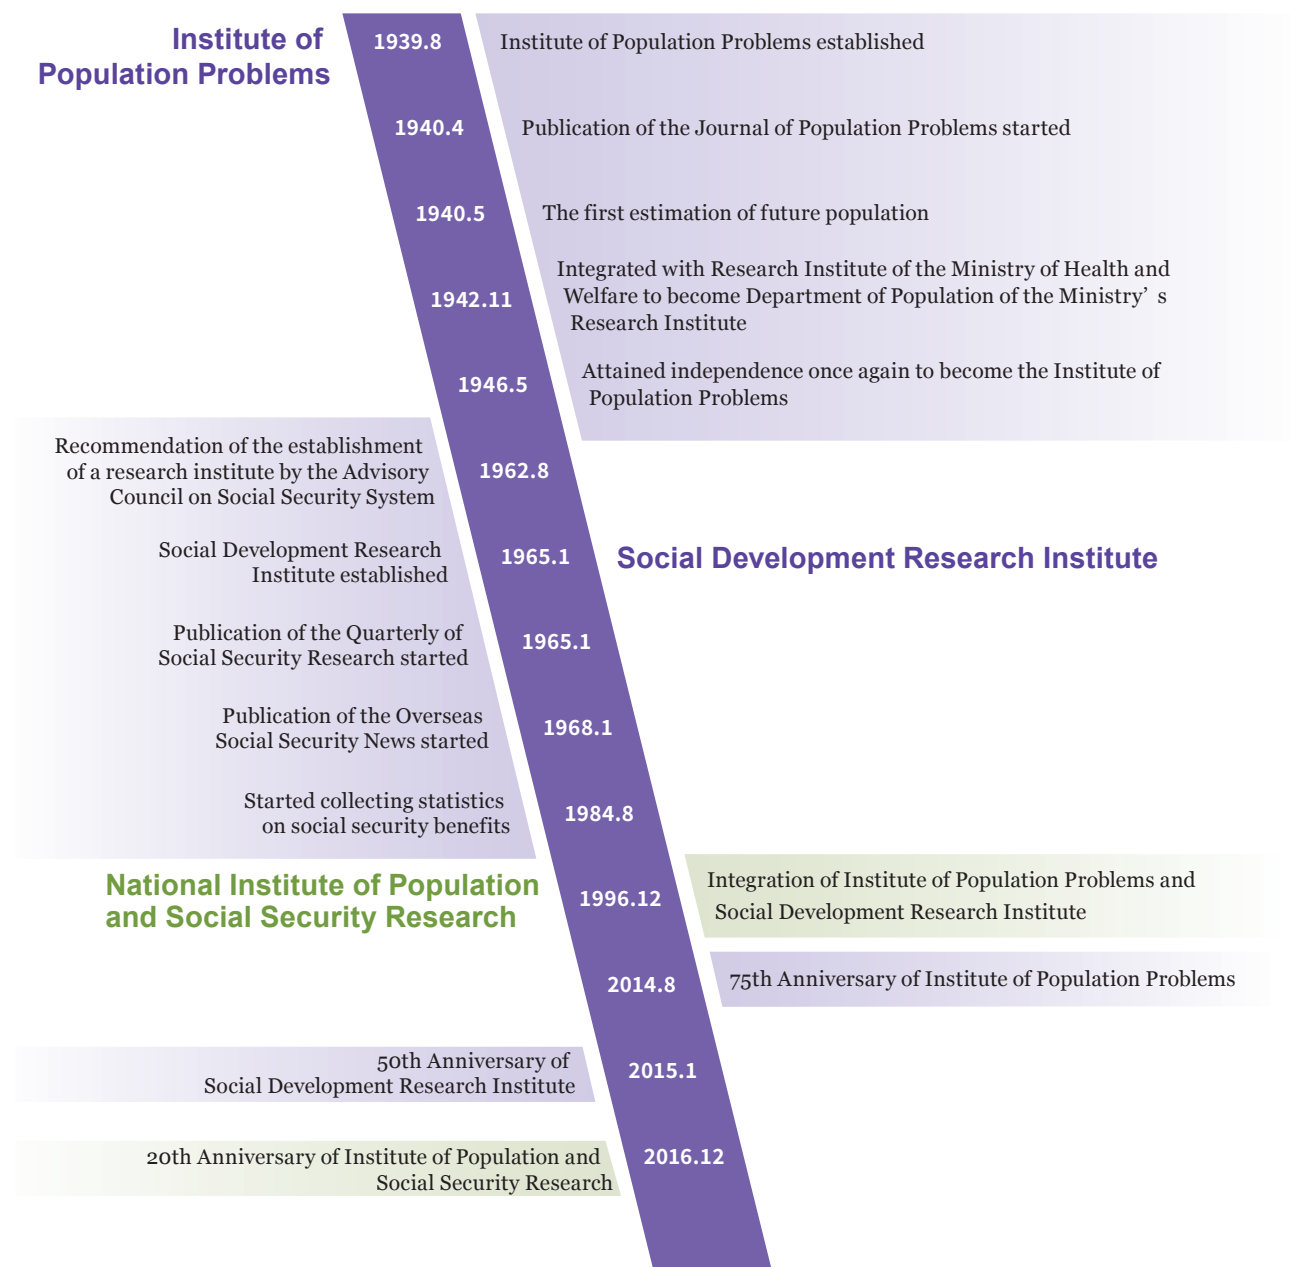 Institute of
Population Problems
1939.8
Institute of Population Problems established
1940.4
Publication of the Journal of Population Problems started
1940.5
The first estimation of future population
1942.11
Integrated with Research Institute of the Ministry of Health and
Welfare to become Department of Population of the Ministry’ s
Research Institute
1946.5
Attained independence once again to become the Institute of
Population Problems
Recommendation of the establishment
of a research institute by the Advisory
Council on Social Security System
1962.8
Social Development Research
Institute established
1965.1
Social Development Research Institute
Publication of the Quarterly of
Social Security Research started
1965.1
Publication of the Overseas
Social Security News started
1968.1
Started collecting statistics
on social security benefits
1984.8
National Institute of Population
and Social Security Research
1996.12
Integration of Institute of Population Problems and
Social Development Research Institute
2014.8
75th Anniversary of Institute of Population Problems
50th Anniversary of
Social Development Research Institute
2015.1
20th Anniversary of Institute of Population and
Social Security Research
2016.12